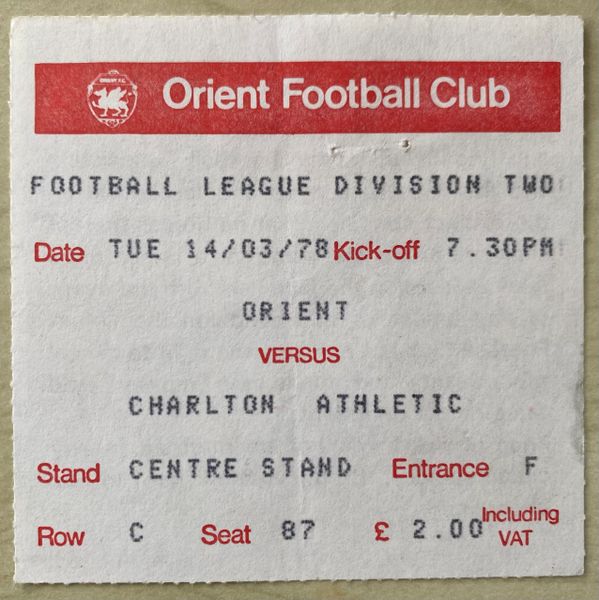 ORIENT F.C.
Orient Football Club
FOOTBALL LEAGUE DIVISION TWO
Date TUE 14/03/78 Kick-off 7.30PM
ORIENT
VERSUS
CHARLTON ATHLETIC
Stand CENTRE STAND Entrance F
Row C Seat 87 £ 2.00 Including VAT